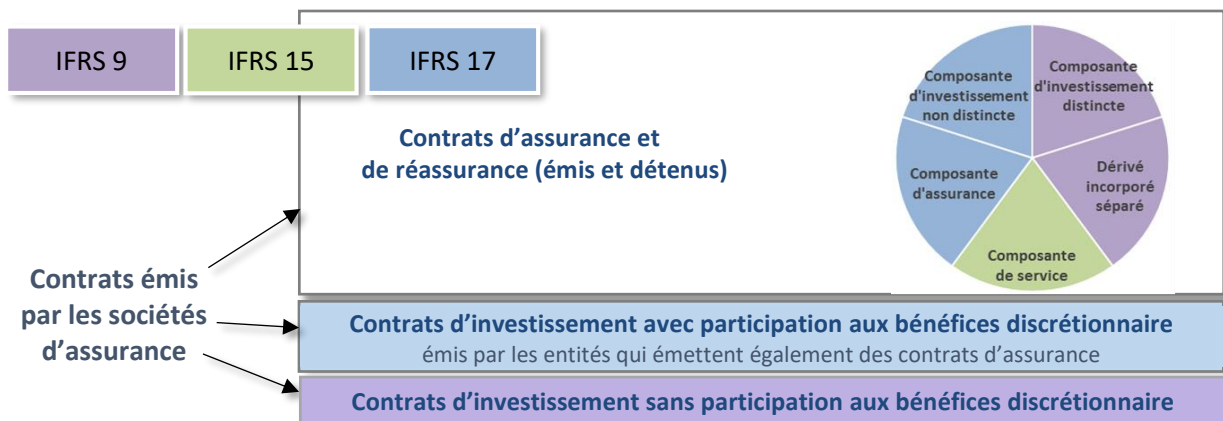 IFRS 9
IFRS 15
IFRS 17
Contrats d’assurance et
de réassurance (émis et détenus)
Composante
d'investissement
non distincte
Composante
d'investissement
distincte
Composante
d'assurance
Dérivé
incorporé
séparé
Composante
de service
Contrats émis
par les sociétés
d’assurance
Contrats d’investissement avec participation aux bénéfices discrétionnaire
émis par les entités qui émettent également des contrats d’assurance
Contrats d’investissement sans participation aux bénéfices discrétionnaire